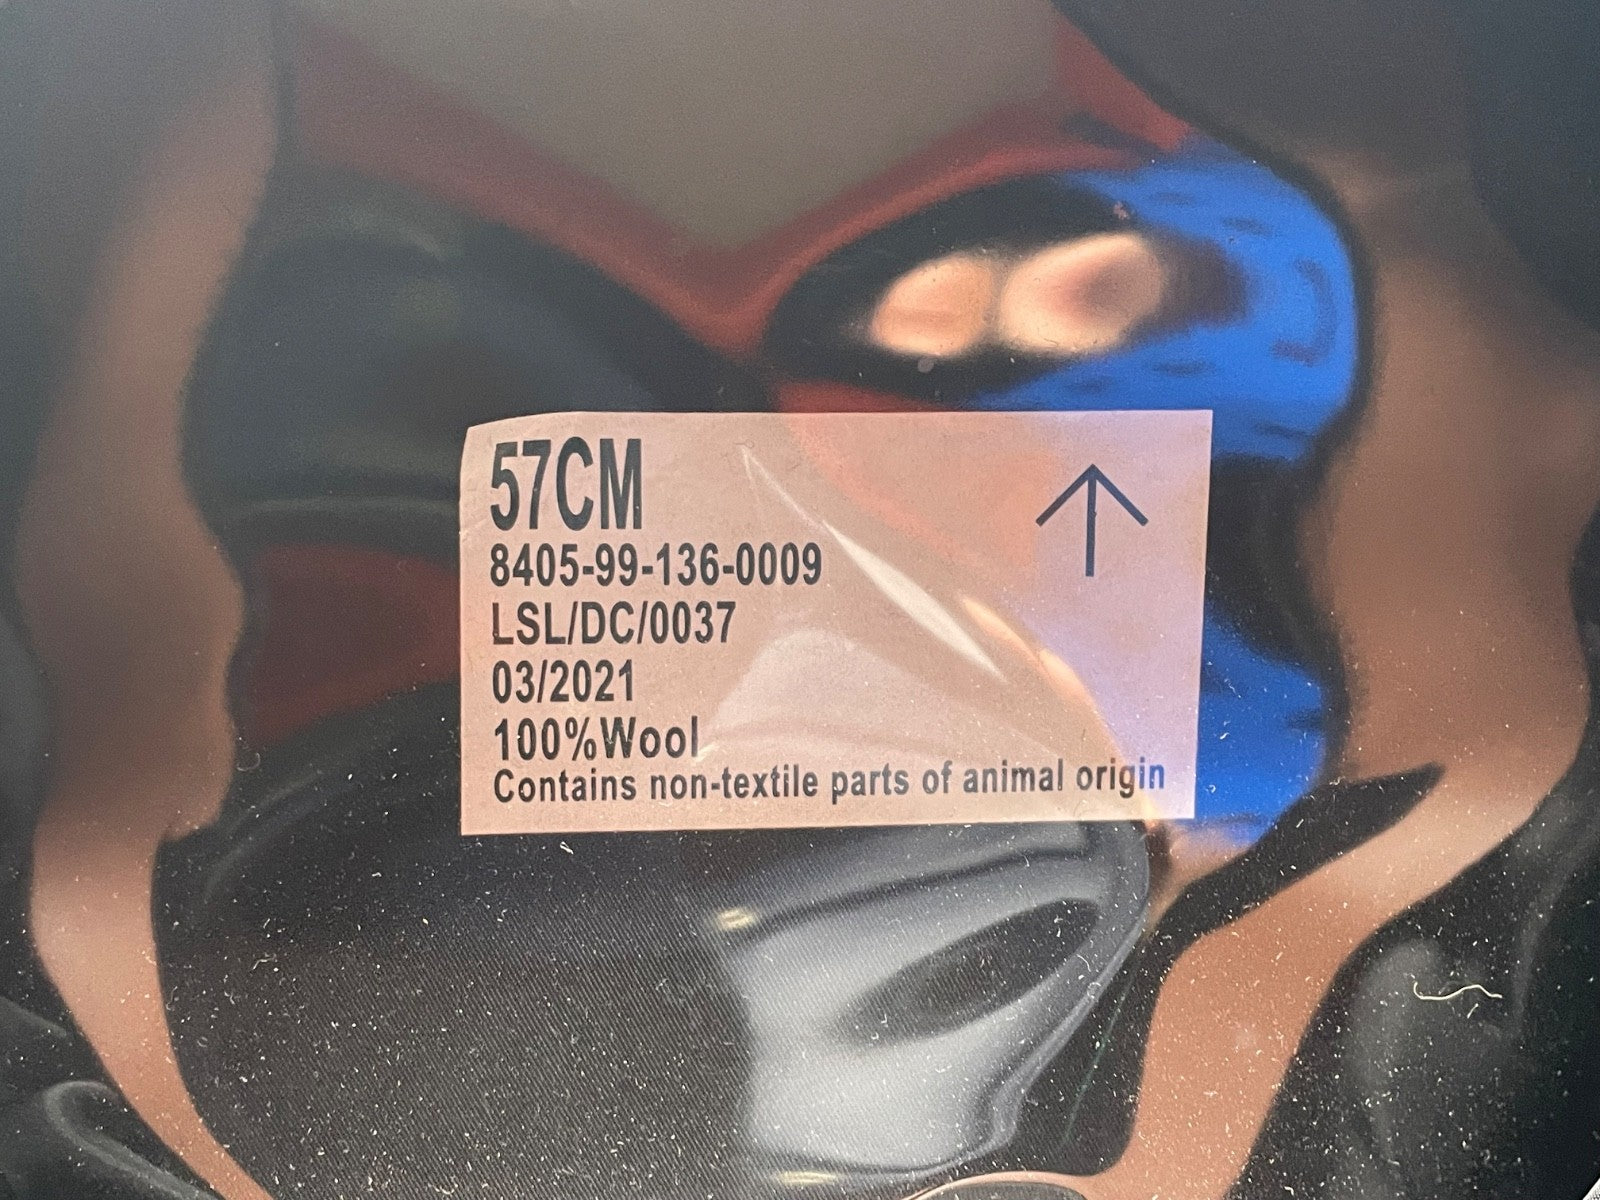 57CM
8405-99-136-0009
LSL/DC/0037
03/2021
100%Wool
Contains non-textile parts of animal origin